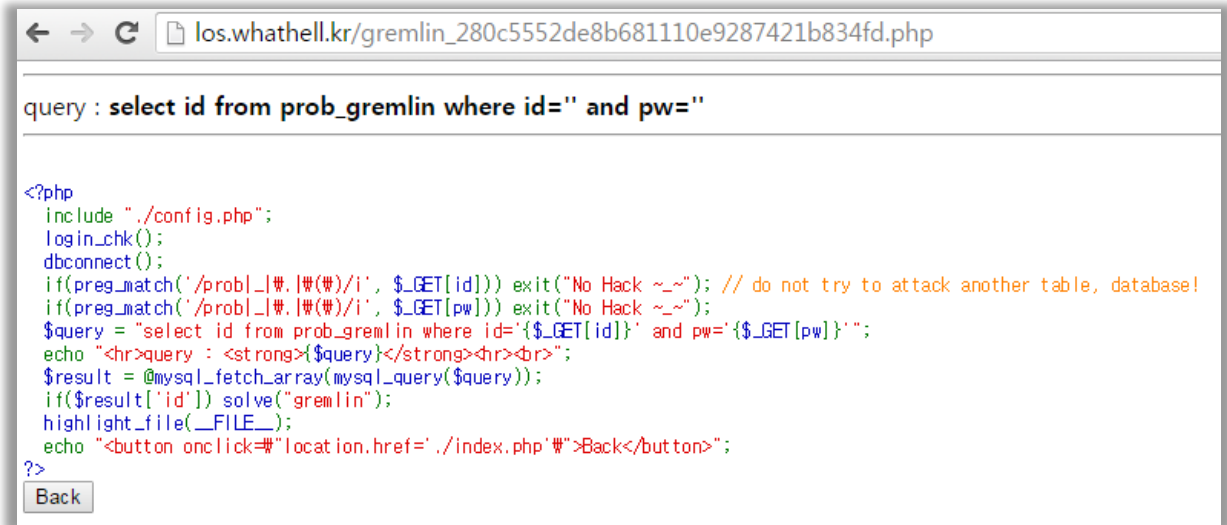 los.whathell.kr/gremlin_280c5552de8b681110e9287421b834fd.php
query : select id from prob_gremlin where id='' and pw=''
<?php
include "./config.php";
login_chk();
dbconnect();
if(preg_match('/prob|_|₩.|₩(₩)/i', $_GET[id])) exit("No Hack ~_~"); // do not try to attack another table, database!
if(preg_match('/prob|_|₩.|₩(₩)/i', $_GET[pw])) exit("No Hack ~_~");
$query = "select id from prob_gremlin where id='{$_GET[id]}' and pw='{$_GET[pw]}'";
echo "<hr>query : <strong>{$query}</strong><hr><br>";
$result = @mysql_fetch_array(mysql_query($query));
if($result['id']) solve("gremlin");
highlight_file(__FILE__);
echo "<button onclick=₩"location.href='./index.php'₩">Back</button>";
?>
Back